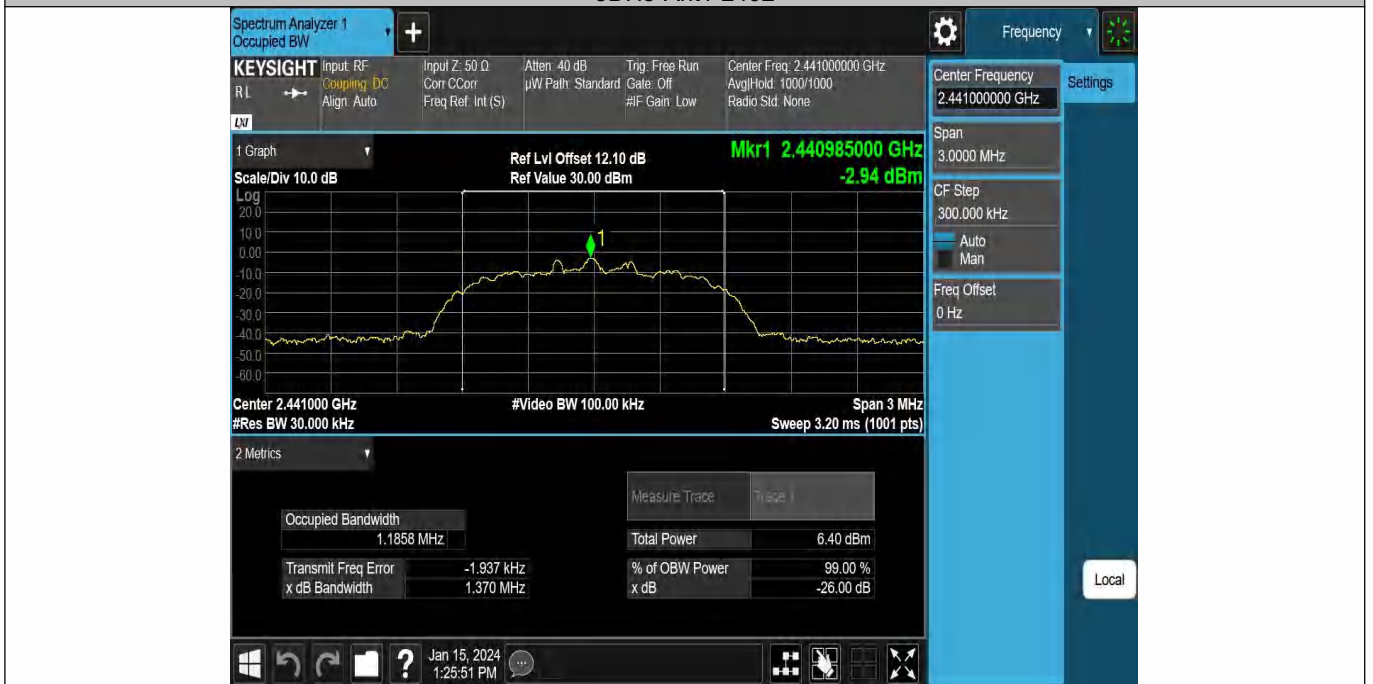 Spectrum Analyzer 1
Occupied BW
+
Frequency
KEYSIGHT
RL
LXI
Input: RF
Coupling: DC
Align: Auto
Input Z: 50 Ω
Corr CCorr
Freq Ref: Int (S)
Atten: 40 dB
µW Path: Standard
Trig: Free Run
Gate: Off
#IF Gain: Low
Center Freq: 2.441000000 GHz
Avg|Hold: 1000/1000
Radio Std: None
Center Frequency
2.441000000 GHz
Settings
Span
3.0000 MHz
CF Step
300.000 kHz
Auto
Man
Freq Offset
0 Hz
Local
1 Graph
Scale/Div 10.0 dB
Ref Lvl Offset 12.10 dB
Ref Value 30.00 dBm
Mkr1 2.440985000 GHz
-2.94 dBm
Log
20.0
10.0
0.00
-10.0
-20.0
-30.0
-40.0
-50.0
-60.0
1
Center 2.441000 GHz
#Video BW 100.00 kHz
Span 3 MHz
#Res BW 30.000 kHz
Sweep 3.20 ms (1001 pts)
2 Metrics
Measure Trace
Trace 1
Occupied Bandwidth
1.1858 MHz
Total Power
6.40 dBm
Transmit Freq Error
-1.937 kHz
% of OBW Power
99.00 %
x dB Bandwidth
1.370 MHz
x dB
-26.00 dB
?
Jan 15, 2024
1:25:51 PM